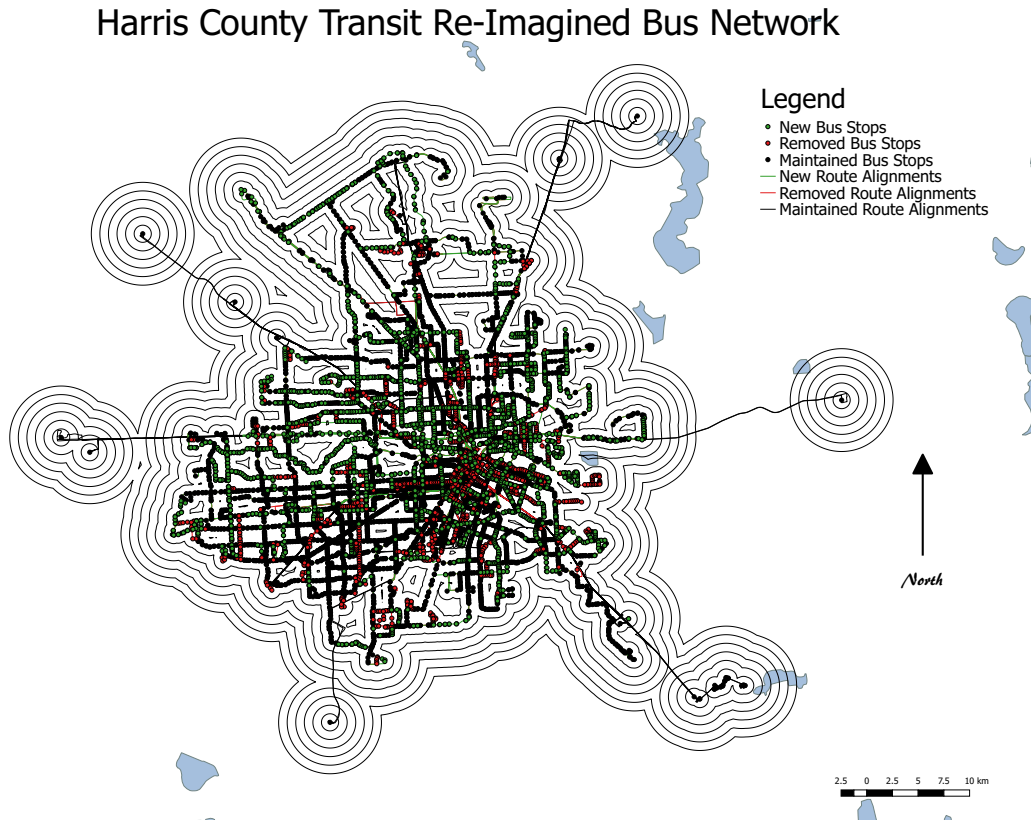 Harris County Transit Re-Imagined Bus Network
Legend
New Bus Stops
Removed Bus Stops
Maintained Bus Stops
New Route Alignments
Removed Route Alignments
Maintained Route Alignments
North
2.5 0 2.5 5 7.5 10 km